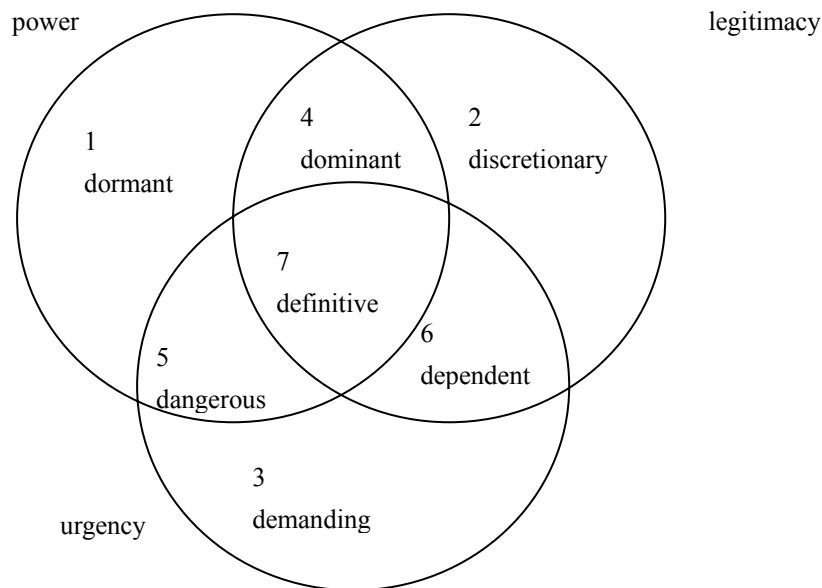 power
legitimacy
4
dominant
2
discretionary
1
dormant
7
definitive
6
dependent
5
dangerous
3
demanding
urgency